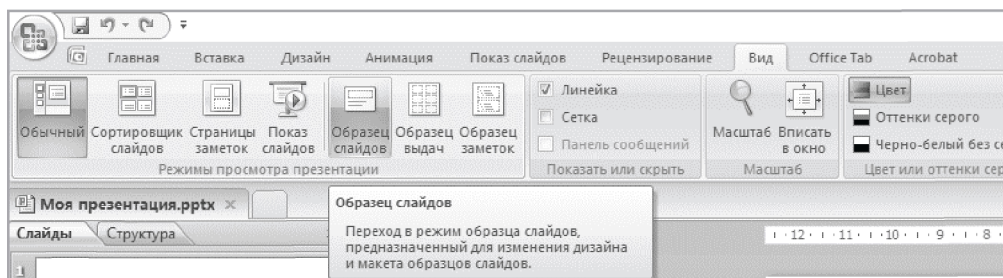 Главная Вставка Дизайн Анимация Показ слайдов Рецензирование Вид Office Tab Acrobat
Обычный Сортировщик слайдов Страницы заметок Показ слайдов Образец слайдов Образец выдач Образец заметок
Режимы просмотра презентации
Линейка
Сетка
Панель сообщений
Показать или скрыть
Масштаб Вписать в окно
Масштаб
Цвет
Оттенки серого
Черно-белый без се
Цвет или оттенки сер
Моя презентация.pptx
Слайды Структура
Образец слайдов
Переход в режим образца слайдов,
предназначенный для изменения дизайна
и макета образцов слайдов.
12 11 10 9 8
1